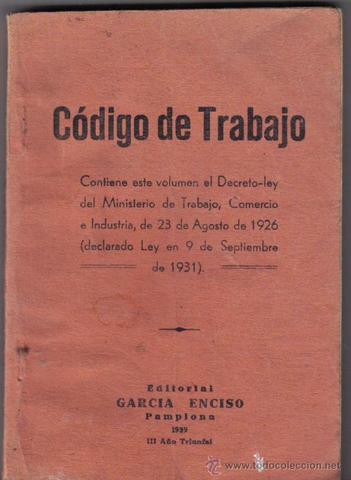 Código de Trabajo
Contiene este volumen el Decreto-ley
del Ministerio de Trabajo, Comercio
e Industria, de 23 de Agosto de 1926
(declarado Ley en 9 de Septiembre
de 1931).
Editorial
GARCIA ENCISO
Pamplona
1939
III Año Triunfal
© www.todocoleccion.net